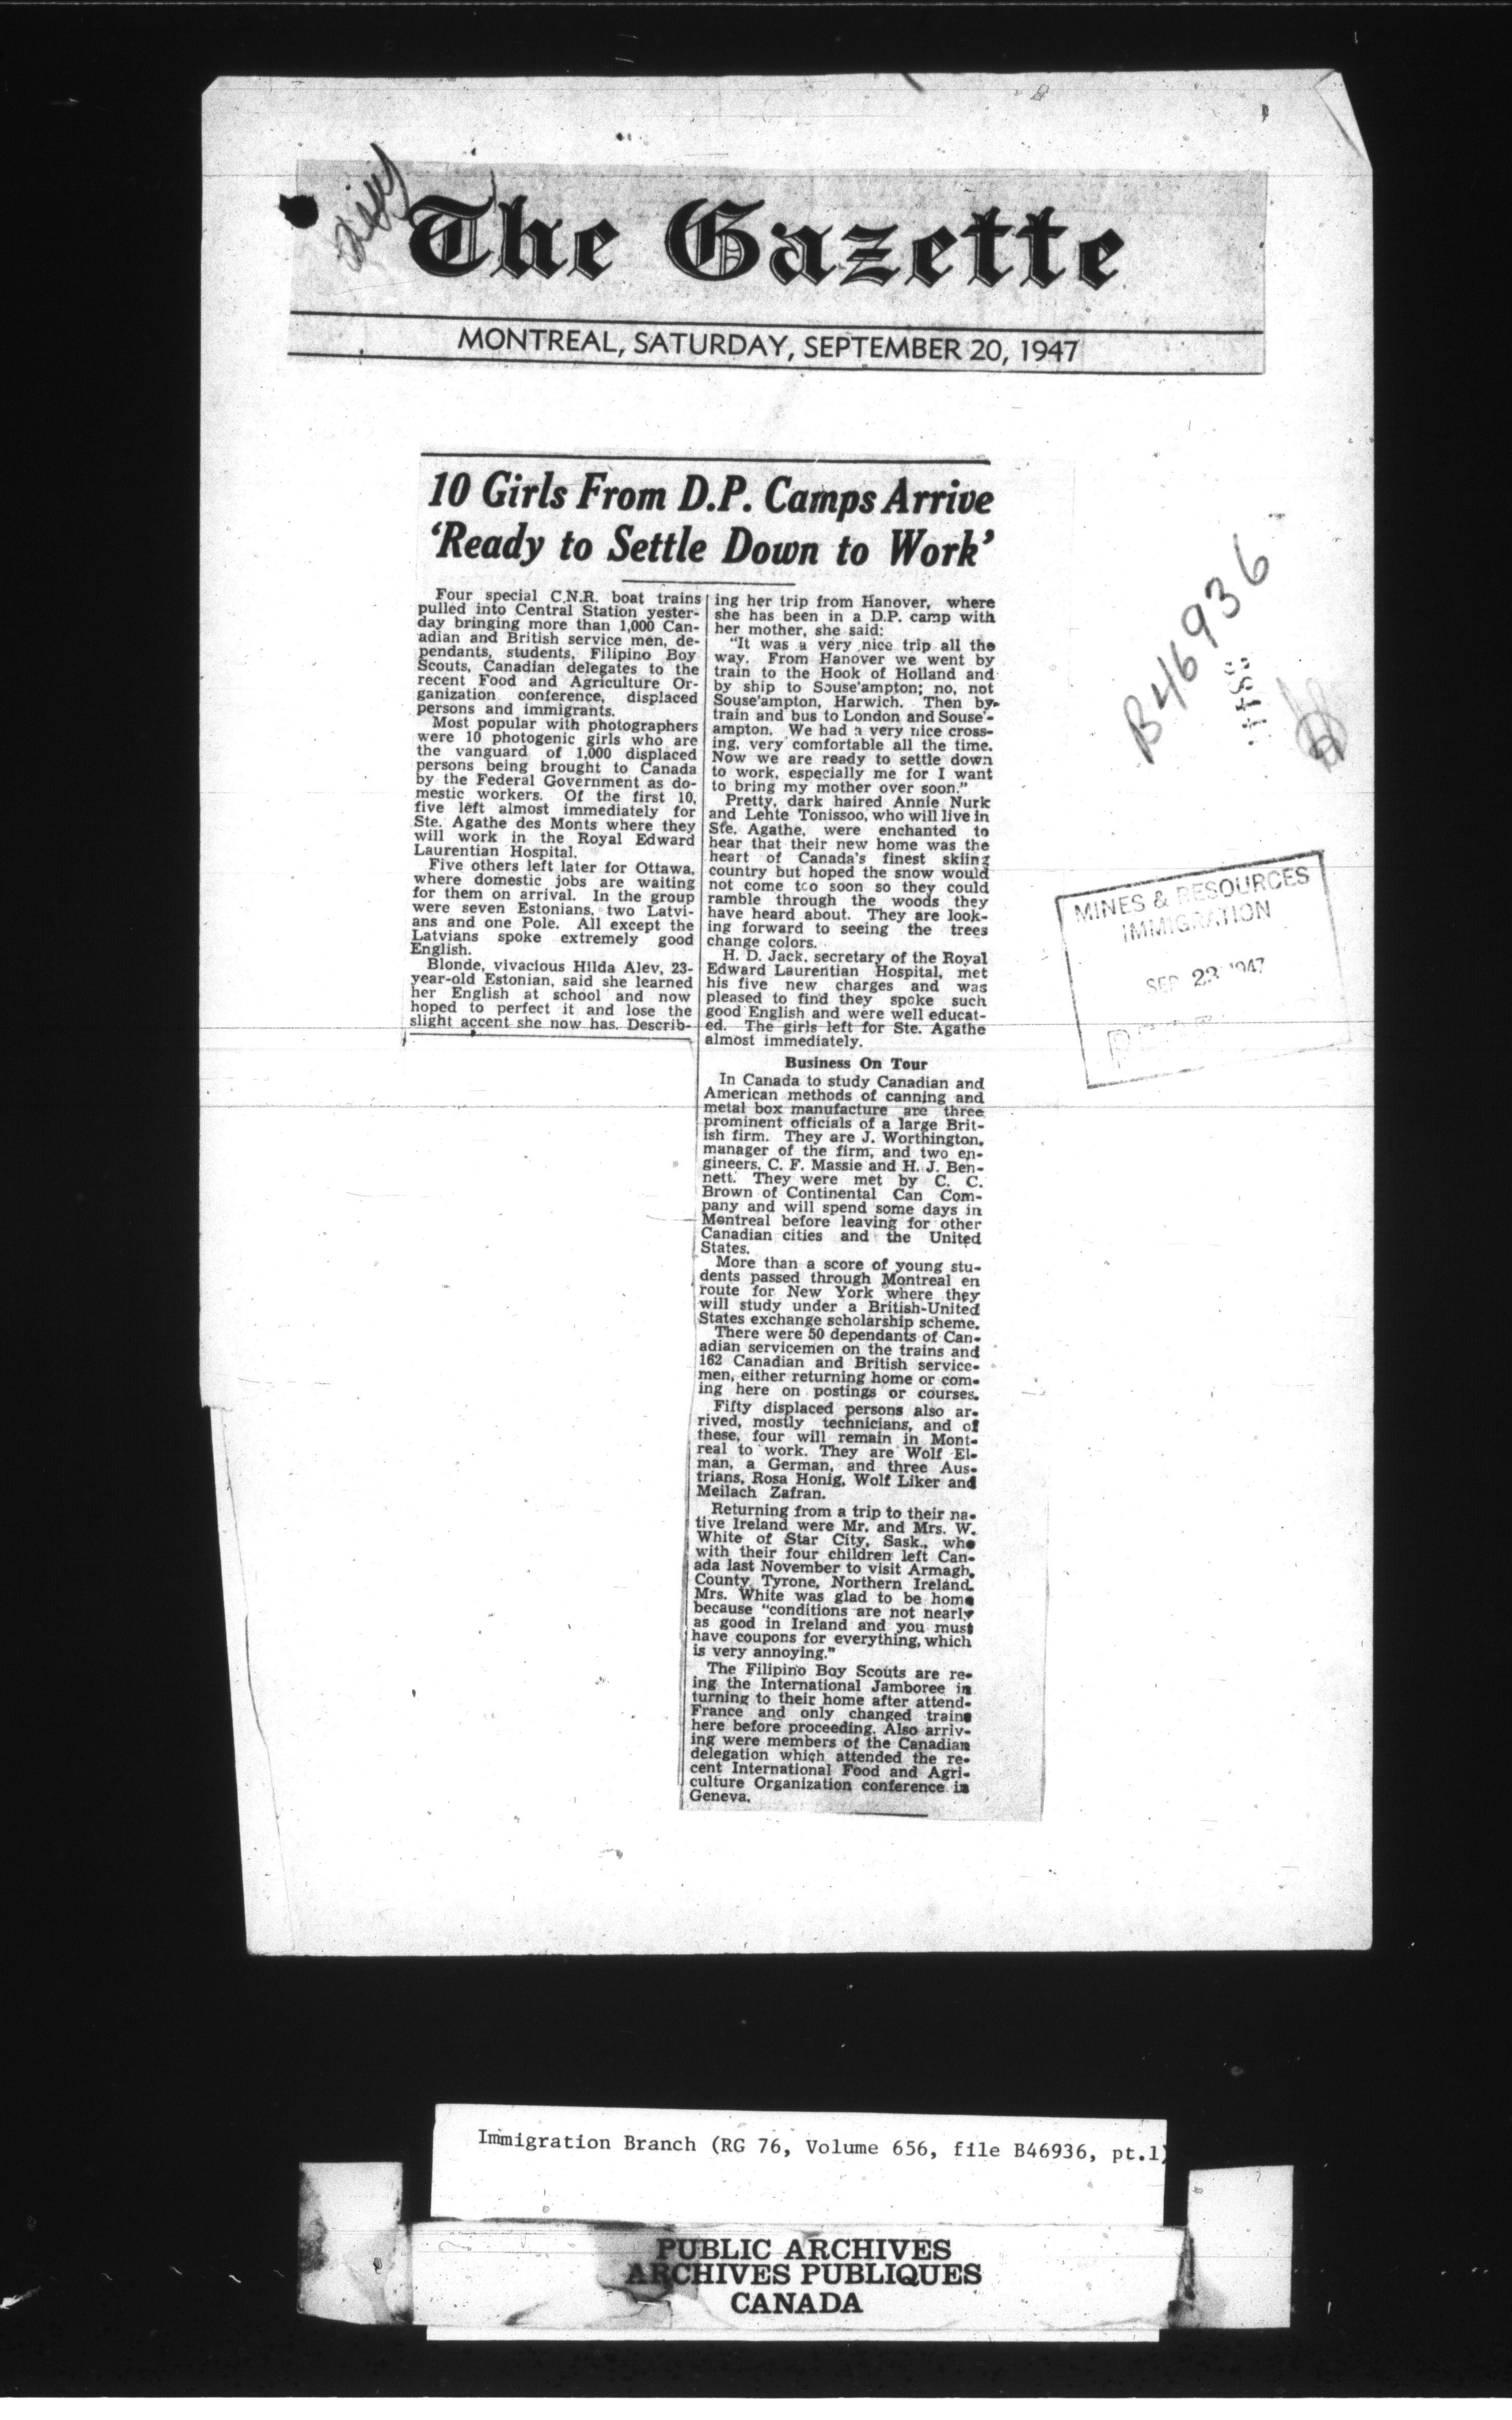 The Gazette
MONTREAL, SATURDAY, SEPTEMBER 20, 1947
10 Girls From D.P. Camps Arrive
'Ready to Settle Down to Work'
Four special C.N.R. boat trains
pulled into Central Station yester-
day bringing more than 1,000 Can-
adian and British service men, de-
pendants, students, Filipino Boy
Scouts, Canadian delegates to the
recent Food and Agriculture Or-
ganization conference, displaced
persons and immigrants.
Most popular with photographers
were 10 photogenic girls who are
the vanguard of 1,000 displaced
persons being brought to Canada
by the Federal Government as do-
mestic workers. Of the first 10,
five left almost immediately for
Ste. Agathe des Monts where they
will work in the Royal Edward
Laurentian Hospital.
Five others left later for Ottawa,
where domestic jobs are waiting
for them on arrival. In the group
were seven Estonians, two Latvi-
ans and one Pole. All except the
Latvians spoke extremely good
English.
Blonde, vivacious Hilda Alev, 23-
year-old Estonian, said she learned
her English at school and now
hoped to perfect it and lose the
slight accent she now has. Describ-
ing her trip from Hanover, where
she has been in a D.P. camp with
her mother, she said:
"It was a very nice trip all the
way. From Hanover we went by
train to the Hook of Holland and
by ship to Souse'ampton; no, not
Souse'ampton, Harwich. Then by
train and bus to London and Souse'-
ampton. We had a very nice cross-
ing, very comfortable all the time.
Now we are ready to settle down
to work, especially me for I want
to bring my mother over soon."
Pretty, dark haired Annie Nurk
and Lehte Tonissoo, who will live in
Ste. Agathe, were enchanted to
hear that their new home was the
heart of Canada's finest skiing
country but hoped the snow would
not come too soon so they could
ramble through the woods they
have heard about. They are look-
ing forward to seeing the trees
change colors.
H. D. Jack, secretary of the Royal
Edward Laurentian Hospital, met
his five new charges and was
pleased to find they spoke such
good English and were well educat-
ed. The girls left for Ste. Agathe
almost immediately.
Business On Tour
In Canada to study Canadian and
American methods of canning and
metal box manufacture are three
prominent officials of a large Brit-
ish firm. They are J. Worthington,
manager of the firm, and two en-
gineers, C. F. Massie and H. J. Ben-
nett. They were met by C. C.
Brown of Continental Can Com-
pany and will spend some days in
Montreal before leaving for other
Canadian cities and the United
States.
More than a score of young stu-
dents passed through Montreal en
route for New York where they
will study under a British-United
States exchange scholarship scheme.
There were 50 dependants of Can-
adian servicemen on the trains and
162 Canadian and British service-
men, either returning home or com-
ing here on postings or courses.
Fifty displaced persons also ar-
rived, mostly technicians, and of
these, four will remain in Mont-
real to work. They are Wolf El-
man, a German, and three Aus-
trians, Rosa Honig, Wolf Liker and
Meilach Zafran.
Returning from a trip to their na-
tive Ireland were Mr. and Mrs. W.
White of Star City, Sask., who
with their four children left Can-
ada last November to visit Armagh,
County Tyrone, Northern Ireland.
Mrs. White was glad to be home
because "conditions are not nearly
as good in Ireland and you must
have coupons for everything, which
is very annoying."
The Filipino Boy Scouts are re-
ing the International Jamboree in
turning to their home after attend-
France and only changed trains
here before proceeding. Also arriv-
ing were members of the Canadian
delegation which attended the re-
cent International Food and Agri-
culture Organization conference in
Geneva.
B46936
MINES & RESOURCES
IMMIGRATION
SEP 23 1947
Immigration Branch (RG 76, Volume 656, file B46936, pt.1)
PUBLIC ARCHIVES
ARCHIVES PUBLIQUES
CANADA